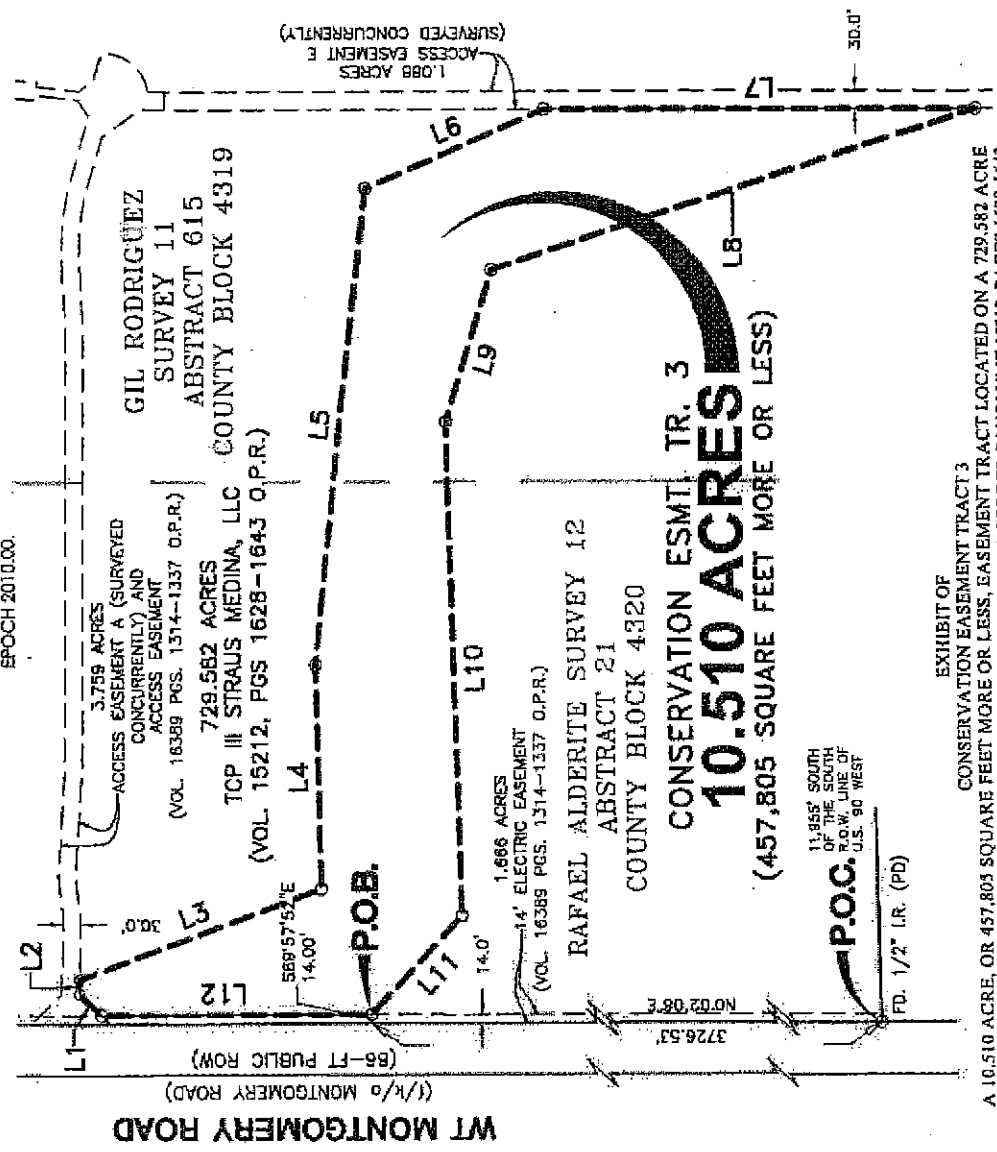 EPOCH 2010.00.
3.759 ACRES
ACCESS EASEMENT A (SURVEYED
CONCURRENTLY) AND
ACCESS EASEMENT
(VOL. 16389 PGS. 1314-1337 O.P.R.)
729.582 ACRES
TCP III STRAUS MEDINA, LLC
(VOL. 15212, PGS 1628-1643 O.P.R.)
GIL RODRIGUEZ
SURVEY 11
ABSTRACT 615
COUNTY BLOCK 4319
1.088 ACRES
ACCESS EASEMENT E
(SURVEYED CONCURRENTLY)
L1
L2
L3
L4
L5
L6
L7
L8
L9
L10
L11
L12
30.0'
30.0'
S89°57'52"E
14.00'
P.O.B.
14.0'
1.666 ACRES
14' ELECTRIC EASEMENT
(VOL. 16389 PGS. 1314-1337 O.P.R.)
RAFAEL ALDERITE SURVEY 12
ABSTRACT 21
COUNTY BLOCK 4320
CONSERVATION ESMT. TR. 3
10.510 ACRES
(457,805 SQUARE FEET MORE OR LESS)
N0°02'08"E
3726.53'
P.O.C.
11,955' SOUTH
OF THE SOUTH
R.O.W. LINE OF
U.S. 90 WEST
FD. 1/2" I.R. (PD)
WT MONTGOMERY ROAD
(f/k/a MONTGOMERY ROAD)
(86-FT PUBLIC ROW)
EXHIBIT OF
CONSERVATION EASEMENT TRACT 3
A 10.510 ACRE, OR 457,805 SQUARE FEET MORE OR LESS, EASEMENT TRACT LOCATED ON A 729.582 ACRE